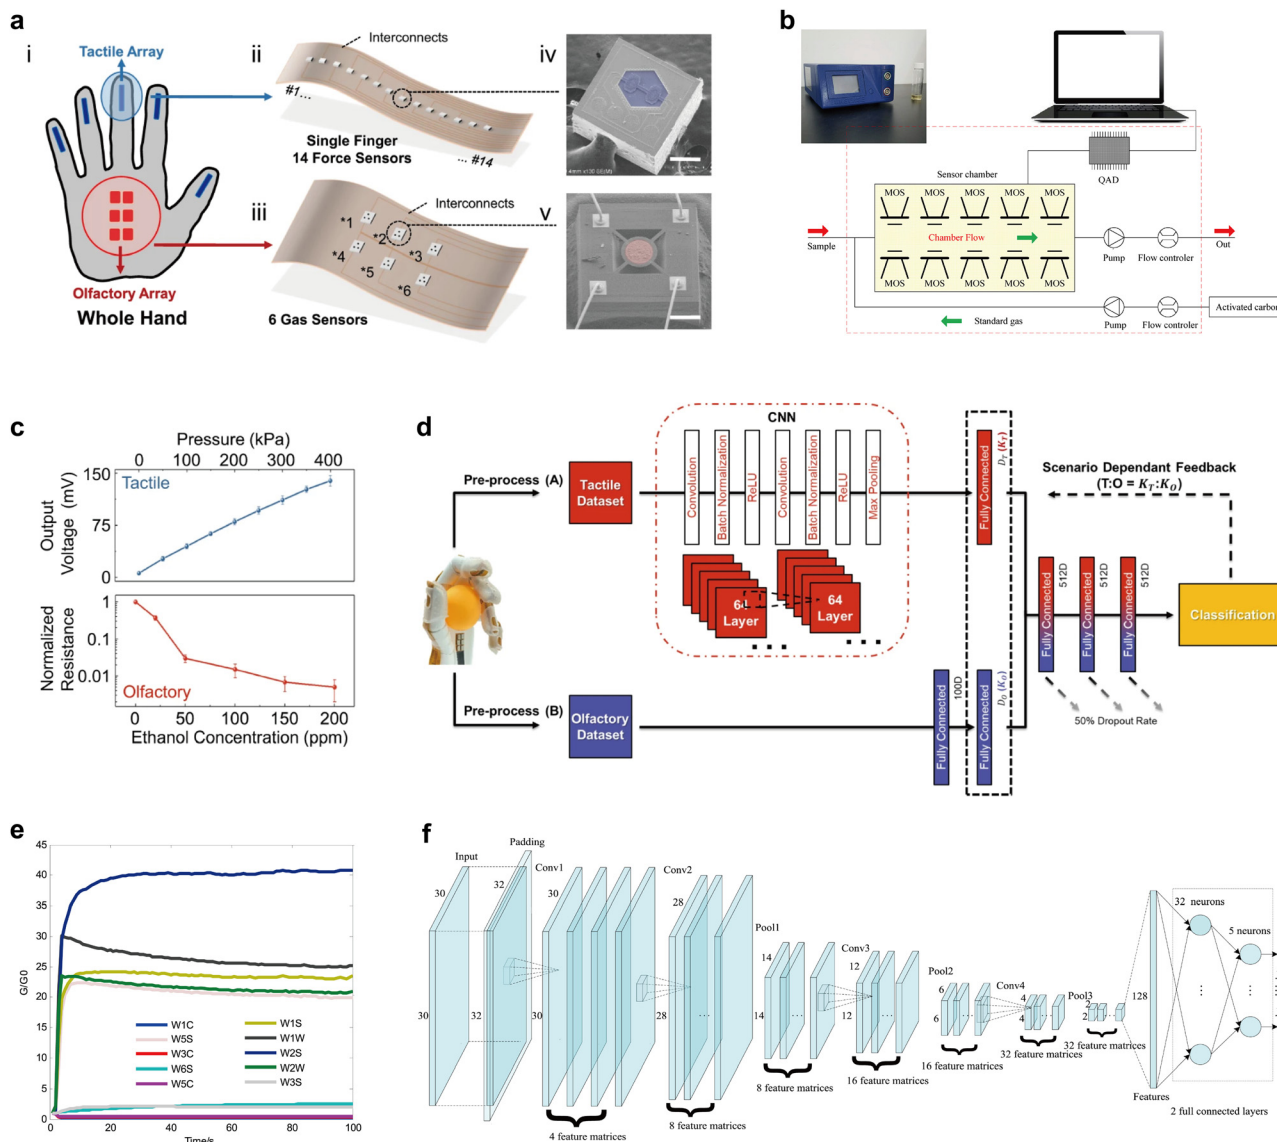 a
i
Tactile Array
Olfactory Array
Whole Hand
ii
Interconnects
#1...
... #14
Single Finger
14 Force Sensors
iii
Interconnects
*1
*2
*3
*4
*5
*6
6 Gas Sensors
iv
v
b
QAD
Sensor chamber
MOS MOS MOS MOS MOS
Chamber Flow
MOS MOS MOS MOS MOS
Sample
Pump
Flow controler
Out
Standard gas
Pump
Flow controler
Activated carbon
c
Pressure (kPa)
0 100 200 300 400
150
75
0
Output
Voltage (mV)
Tactile
1
0.1
0.01
Normalized
Resistance
Olfactory
0 50 100 150 200
Ethanol Concentration (ppm)
d
Pre-process (A)
Tactile
Dataset
CNN
Convolution
Batch Normalization
ReLU
Convolution
Batch Normalization
ReLU
Max Pooling
64
Layer
64
Layer
Fully Connected
D_T (K_T)
Pre-process (B)
Olfactory
Dataset
Fully Connected
100D
Fully Connected
D_O (K_O)
Scenario Dependant Feedback
(T:O = K_T:K_O)
Fully Connected
512D
Fully Connected
512D
Fully Connected
512D
50% Dropout Rate
Classification
e
45
40
35
30
25
20
15
10
5
0
G/G0
W1C
W5S
W3C
W6S
W5C
W1S
W1W
W2S
W2W
W3S
0 20 40 60 80 100
Time/s
f
Input
30
30
Padding
32
32
Conv1
30
30
4 feature matrices
Conv2
28
28
8 feature matrices
Pool1
14
14
8 feature matrices
Conv3
12
12
16 feature matrices
Pool2
6
6
16 feature matrices
Conv4
4
4
32 feature matrices
Pool3
2
2
32 feature matrices
128
Features
32 neurons
5 neurons
2 full connected layers